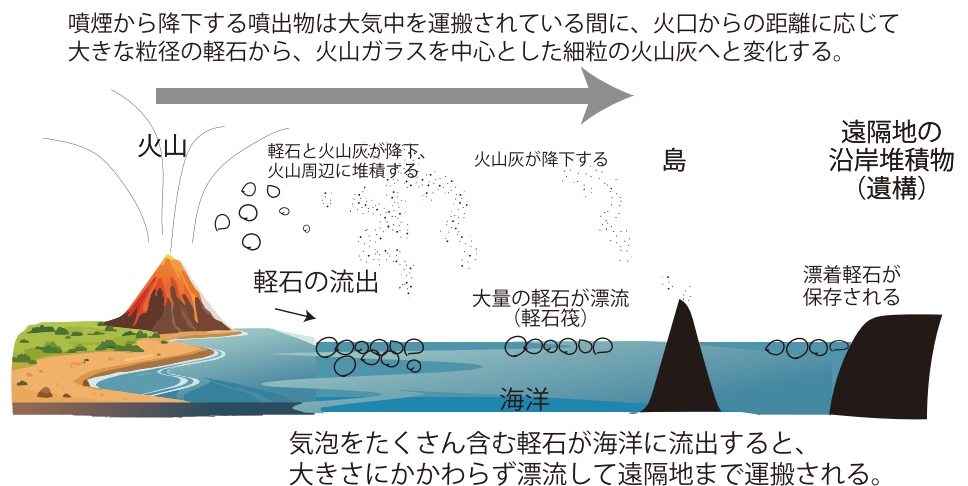 噴煙から降下する噴出物は大気中を運搬されている間に、火口からの距離に応じて
大きな粒径の軽石から、火山ガラスを中心とした細粒の火山灰へと変化する。
火山
軽石と火山灰が降下、
火山周辺に堆積する
火山灰が降下する
島
遠隔地の
沿岸堆積物
（遺構）
軽石の流出
大量の軽石が漂流
（軽石筏）
漂着軽石が
保存される
海洋
気泡をたくさん含む軽石が海洋に流出すると、
大きさにかかわらず漂流して遠隔地まで運搬される。